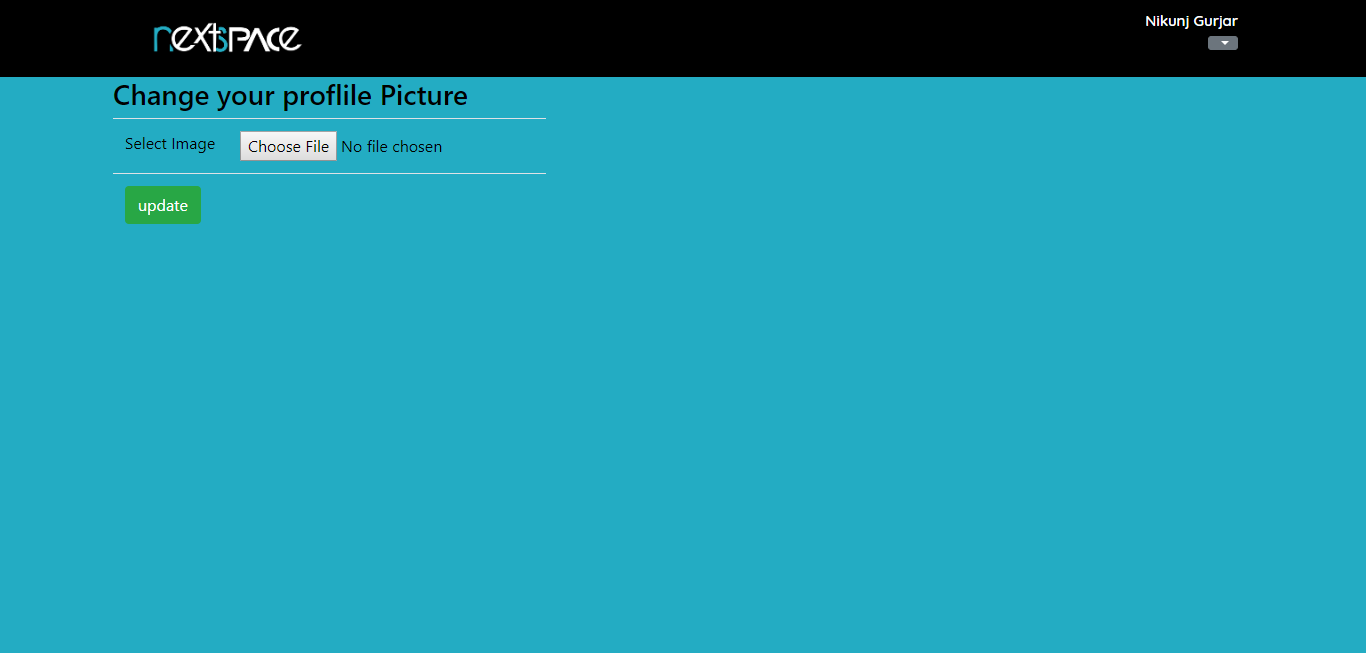 nextspace
Nikunj Gurjar
Change your proflile Picture
Select Image Choose File No file chosen
update